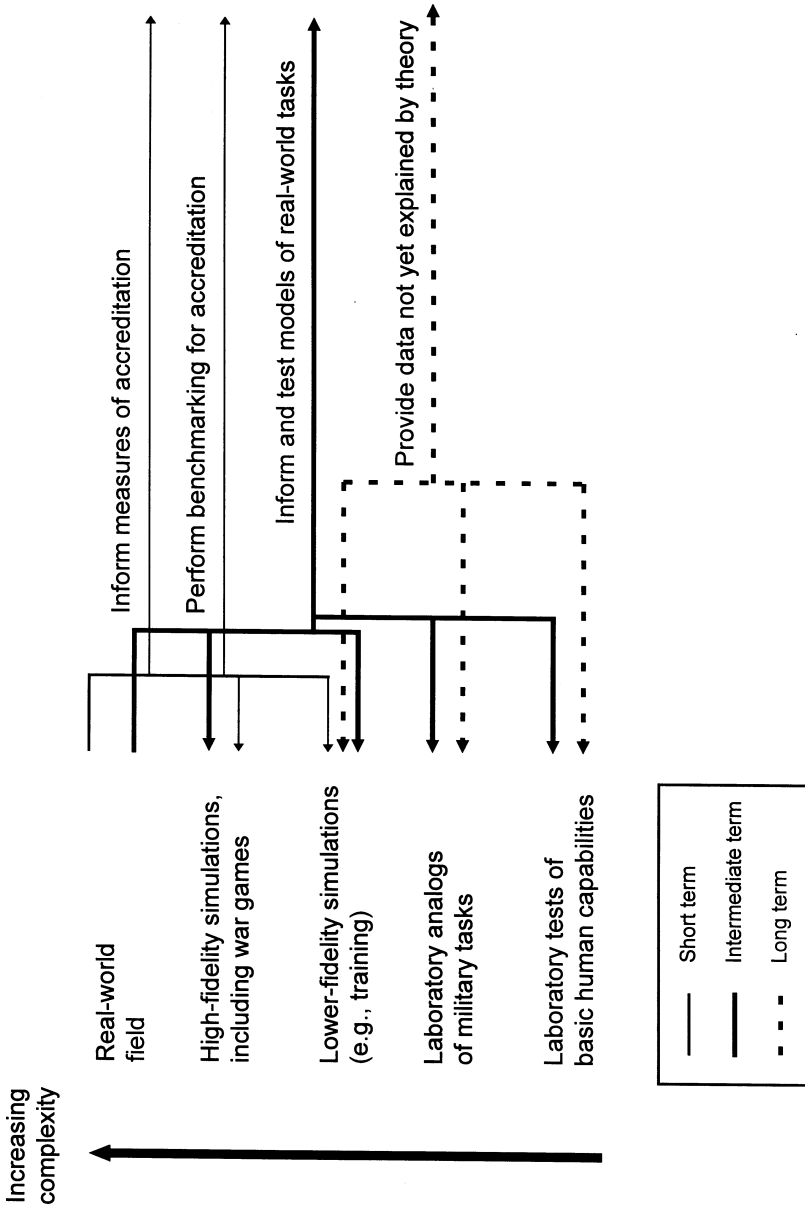 Increasing
complexity
Real-world
field
High-fidelity simulations,
including war games
Lower-fidelity simulations
(e.g., training)
Laboratory analogs
of military tasks
Laboratory tests of
basic human capabilities
Inform measures of accreditation
Perform benchmarking for accreditation
Inform and test models of real-world tasks
Provide data not yet explained by theory
Short term
Intermediate term
Long term